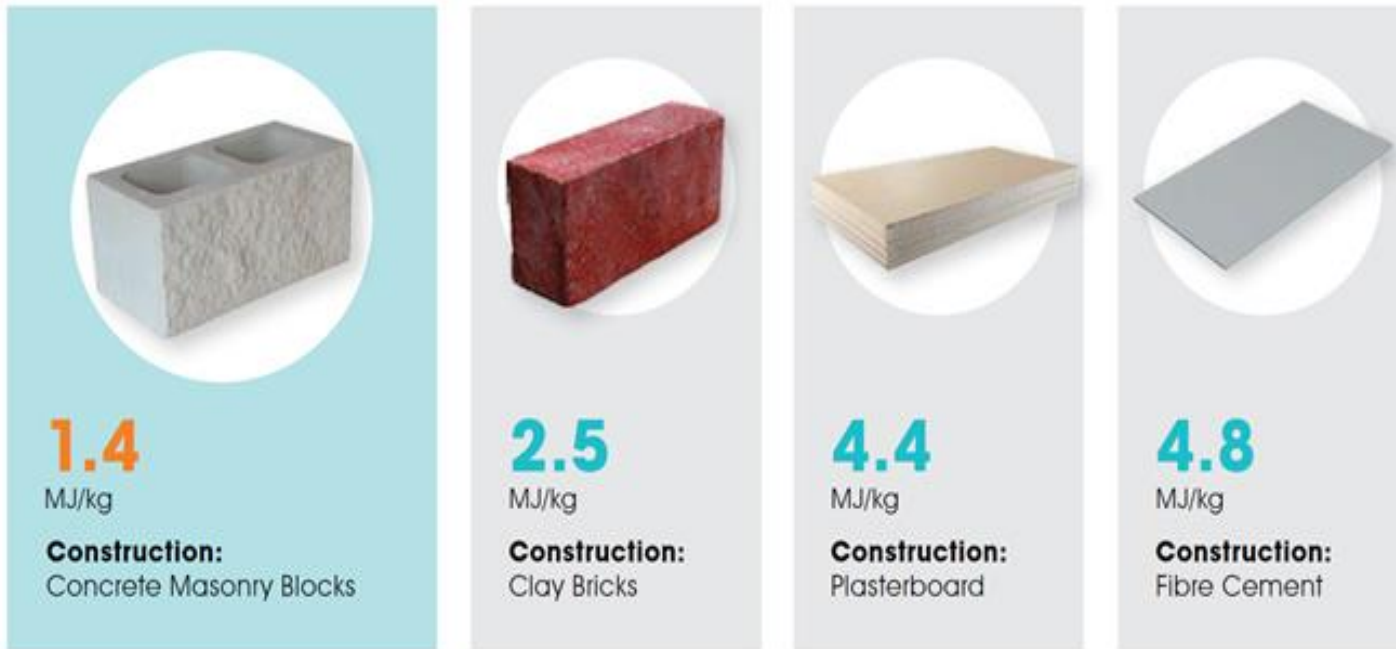 1.4
MJ/kg
Construction:
Concrete Masonry Blocks
2.5
MJ/kg
Construction:
Clay Bricks
4.4
MJ/kg
Construction:
Plasterboard
4.8
MJ/kg
Construction:
Fibre Cement